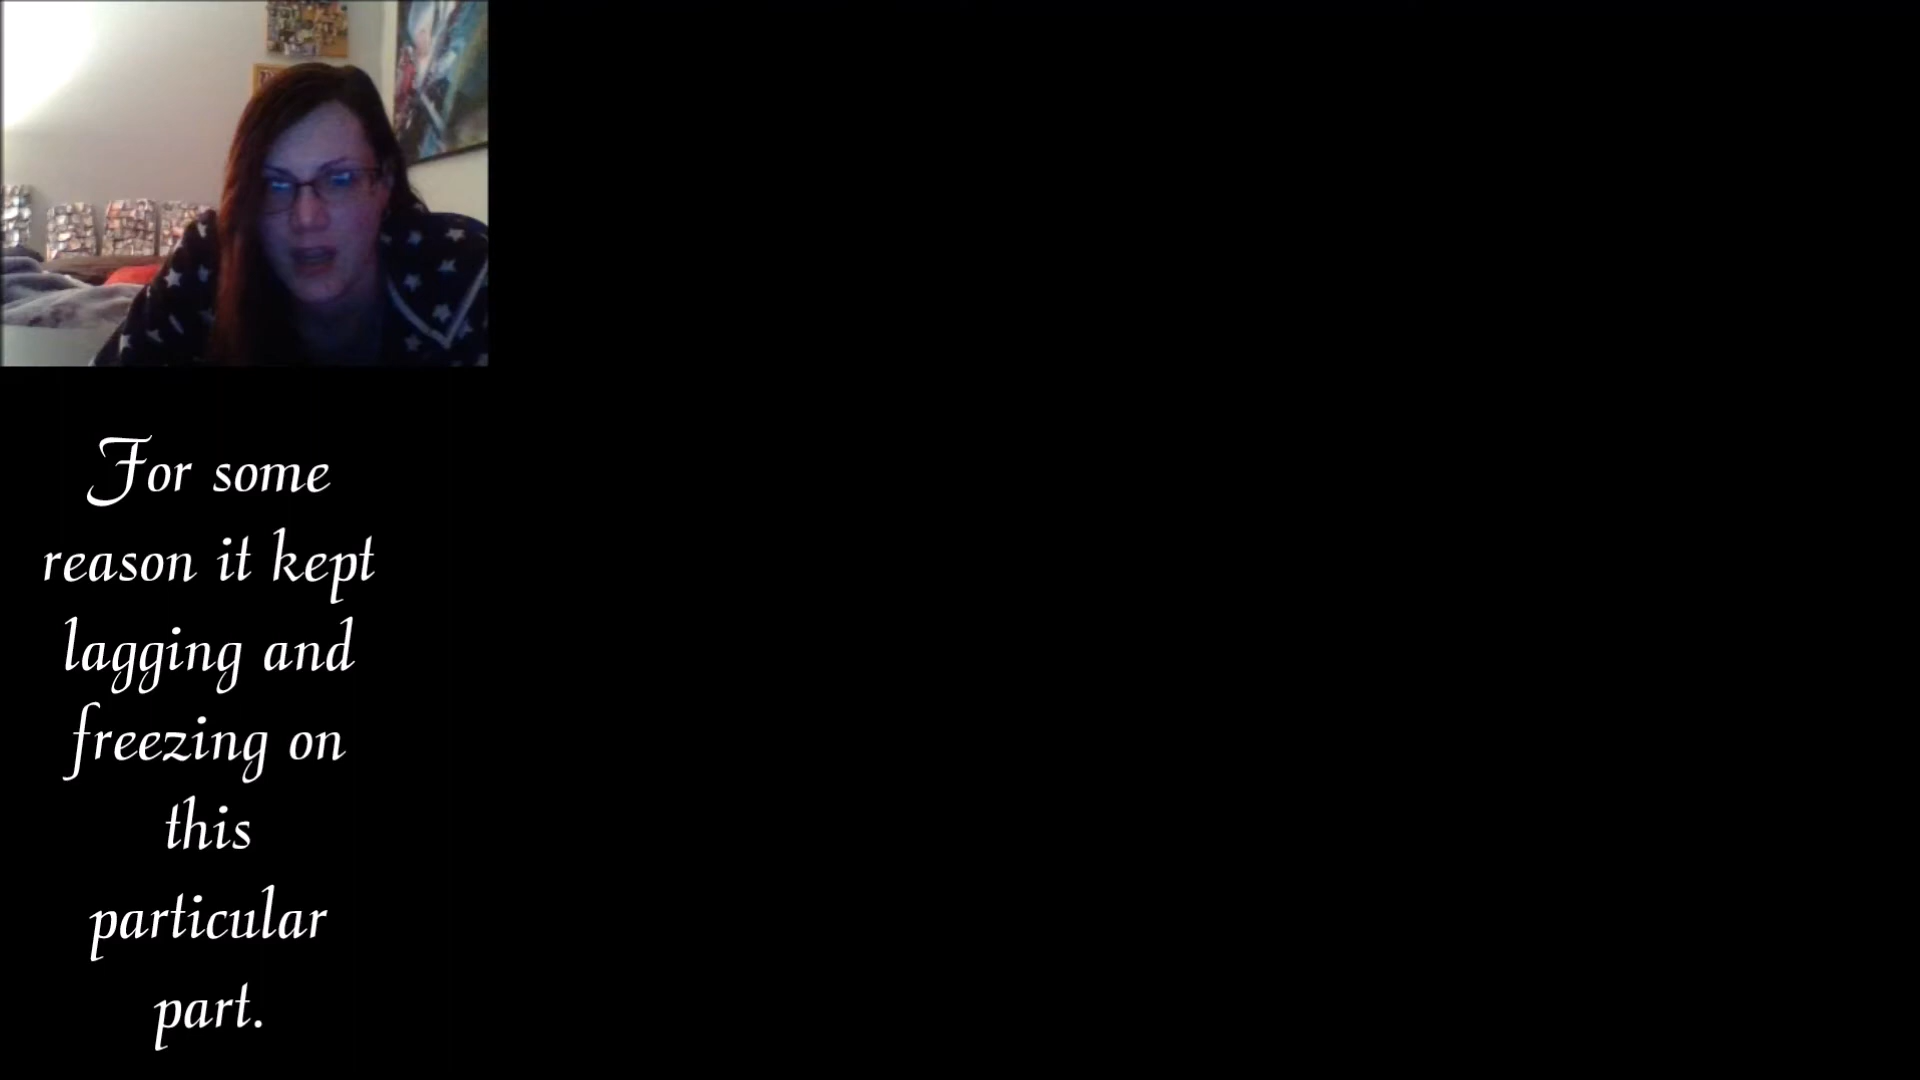 For some
reason it kept
lagging and
freezing on
this
particular
part.